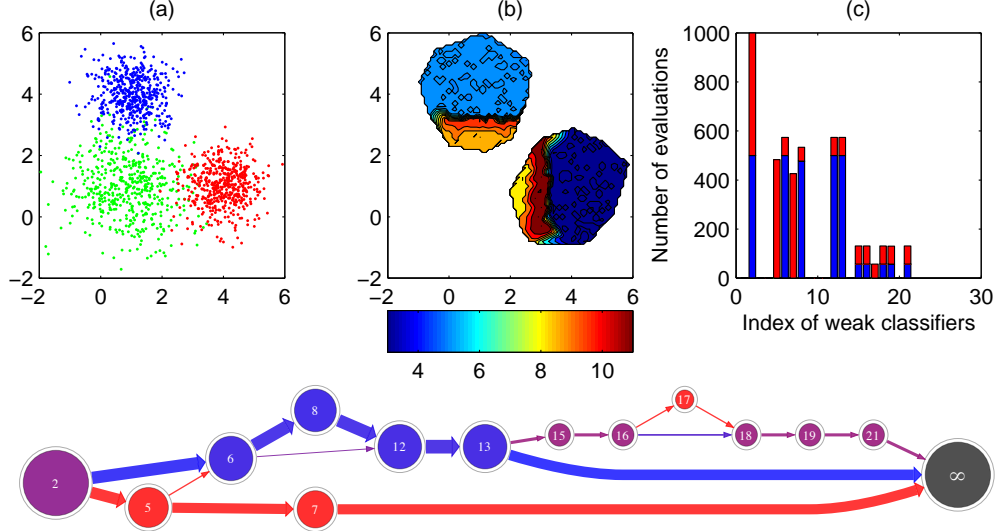 (a) (b) (c)
6 6 1000
4 4 800
2 2 600
0 0 400
−2 −2 200
0
−2 0 2 4 6 −2 0 2 4 6 0 10 20 30
Number of evaluations
Index of weak classifiers
4 6 8 10
2 5 6 7 8 12 13 15 16 17 18 19 21 ∞